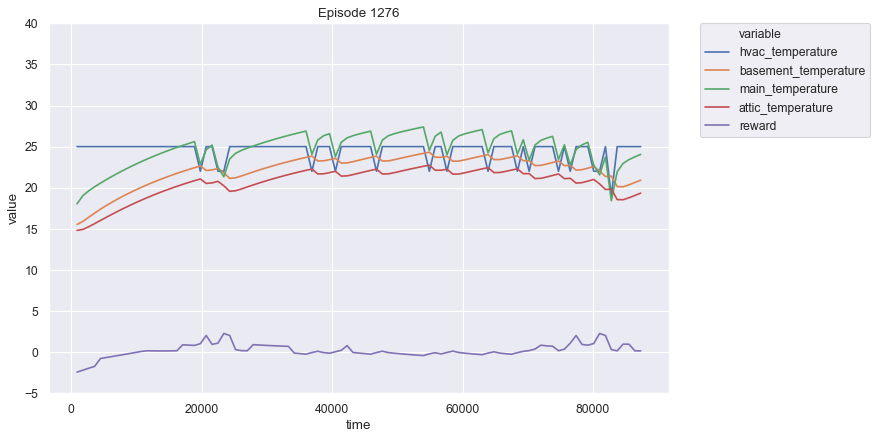 Episode 1276
40
35
30
25
20
15
10
5
0
−5
value
0
20000
40000
60000
80000
time
variable
hvac_temperature
basement_temperature
main_temperature
attic_temperature
reward